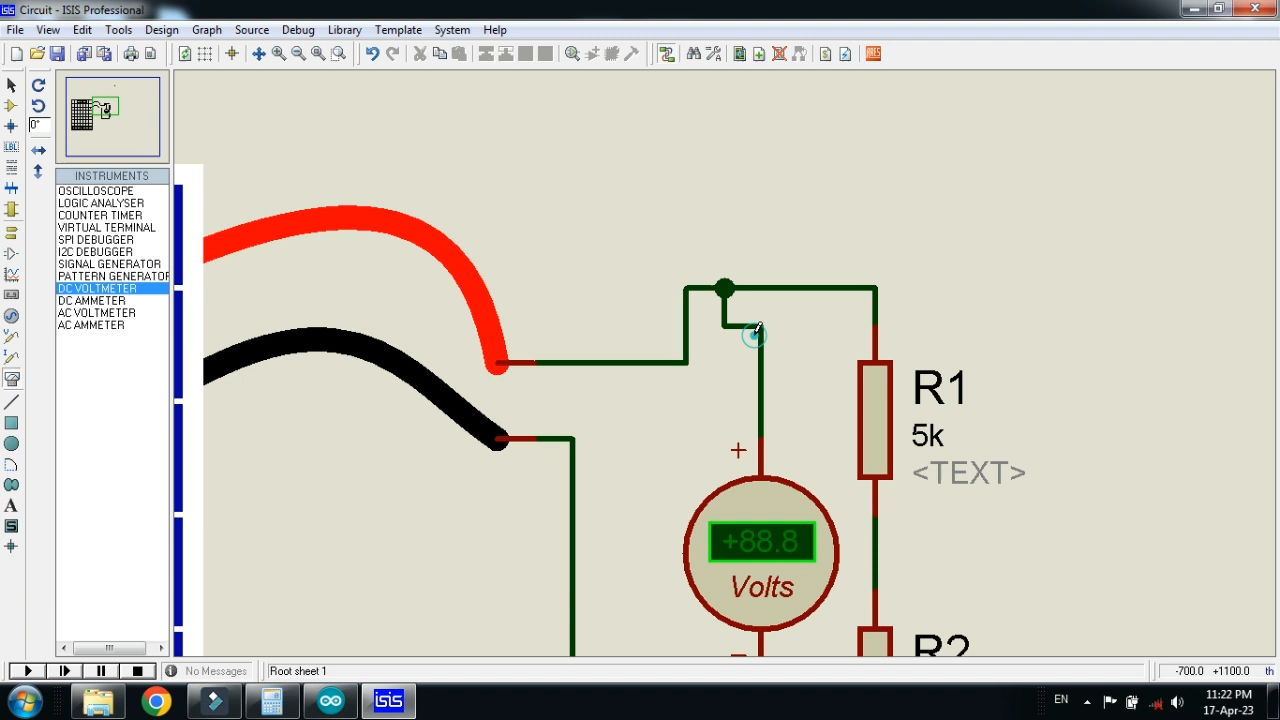 Circuit - ISIS Professional
File View Edit Tools Design Graph Source Debug Library Template System Help
ARES
LBL
0°
A
S
INSTRUMENTS
OSCILLOSCOPE
LOGIC ANALYSER
COUNTER TIMER
VIRTUAL TERMINAL
SPI DEBUGGER
I2C DEBUGGER
SIGNAL GENERATOR
PATTERN GENERATOR
DC VOLTMETER
DC AMMETER
AC VOLTMETER
AC AMMETER
R1
5k
<TEXT>
+
+88.8
Volts
R2
No Messages
Root sheet 1
-700.0 +1100.0 th
isis
EN
11:22 PM
17-Apr-23